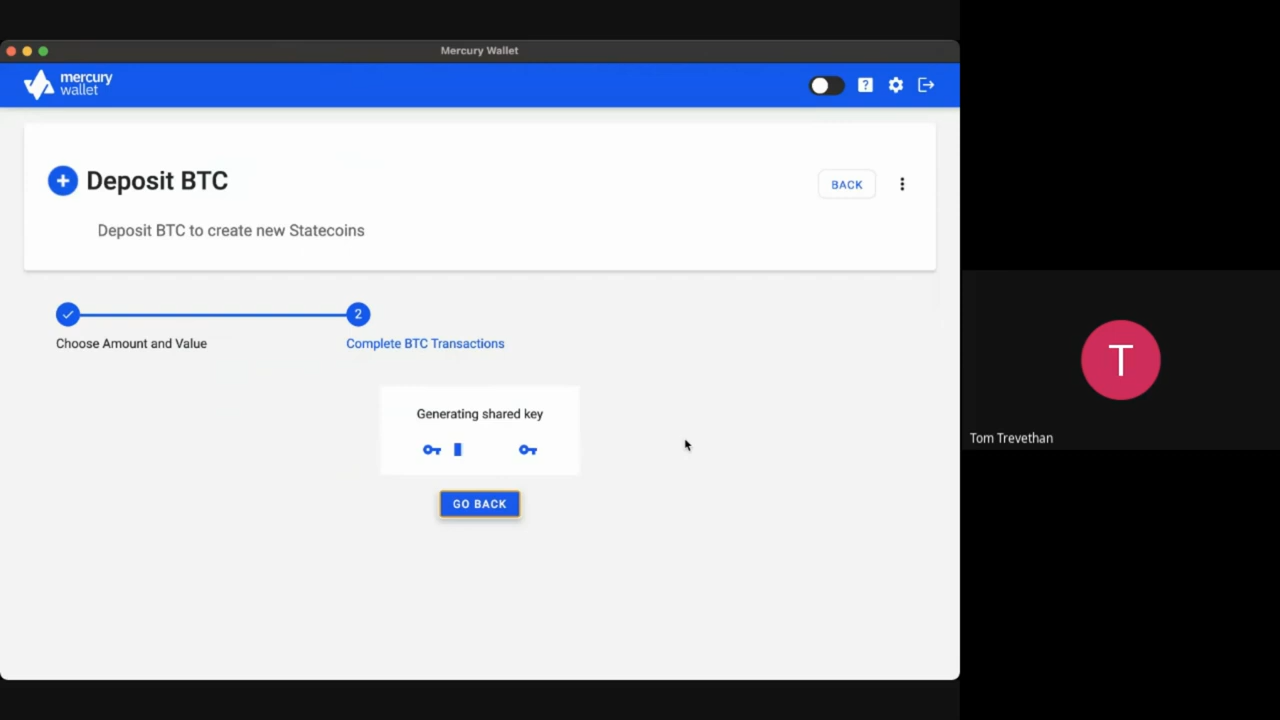 Mercury Wallet
mercury
wallet
?
Deposit BTC
BACK
Deposit BTC to create new Statecoins
2
Choose Amount and Value
Complete BTC Transactions
Generating shared key
GO BACK
T
Tom Trevethan